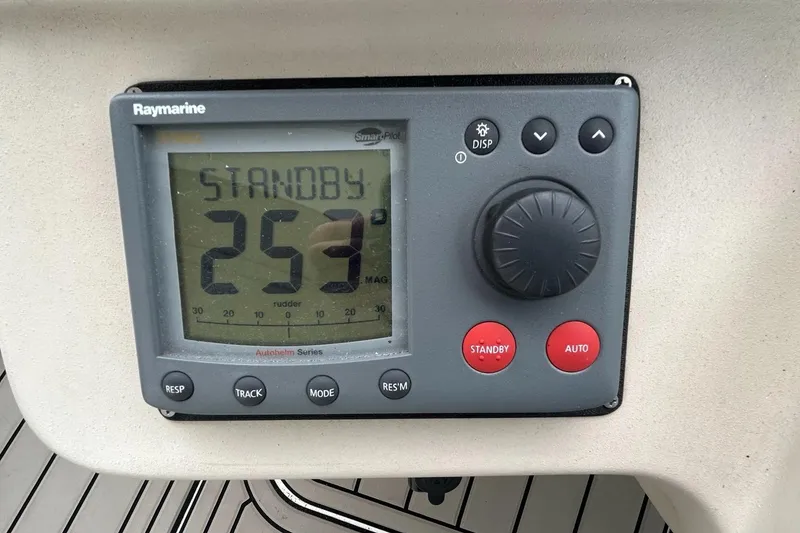 Raymarine
SmartPilot
DISP
STANDBY
253°
MAG
rudder
30 20 10 0 10 20 30
Autohelm Series
STANDBY
AUTO
RESP
TRACK
MODE
RES'M